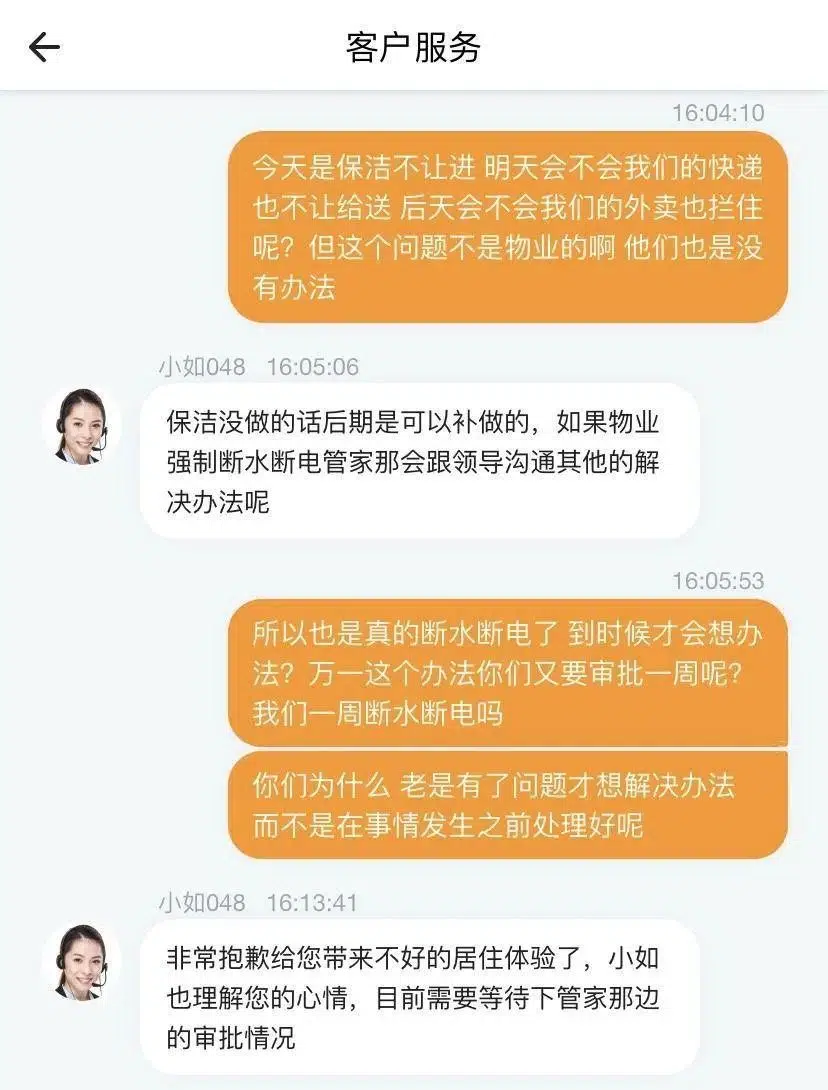 客户服务
16:04:10
今天是保洁不让进 明天会不会我们的快递
也不让给送 后天会不会我们的外卖也拦住
呢？但这个问题不是物业的啊 他们也是没
有办法
小如048 16:05:06
保洁没做的话后期是可以补做的，如果物业
强制断水断电管家那会跟领导沟通其他的解
决办法呢
16:05:53
所以也是真的断水断电了 到时候才会想办
法？万一这个办法你们又要审批一周呢？
我们一周断水断电吗
你们为什么 老是有了问题才想解决办法
而不是在事情发生之前处理好呢
小如048 16:13:41
非常抱歉给您带来不好的居住体验了，小如
也理解您的心情，目前需要等待下管家那边
的审批情况